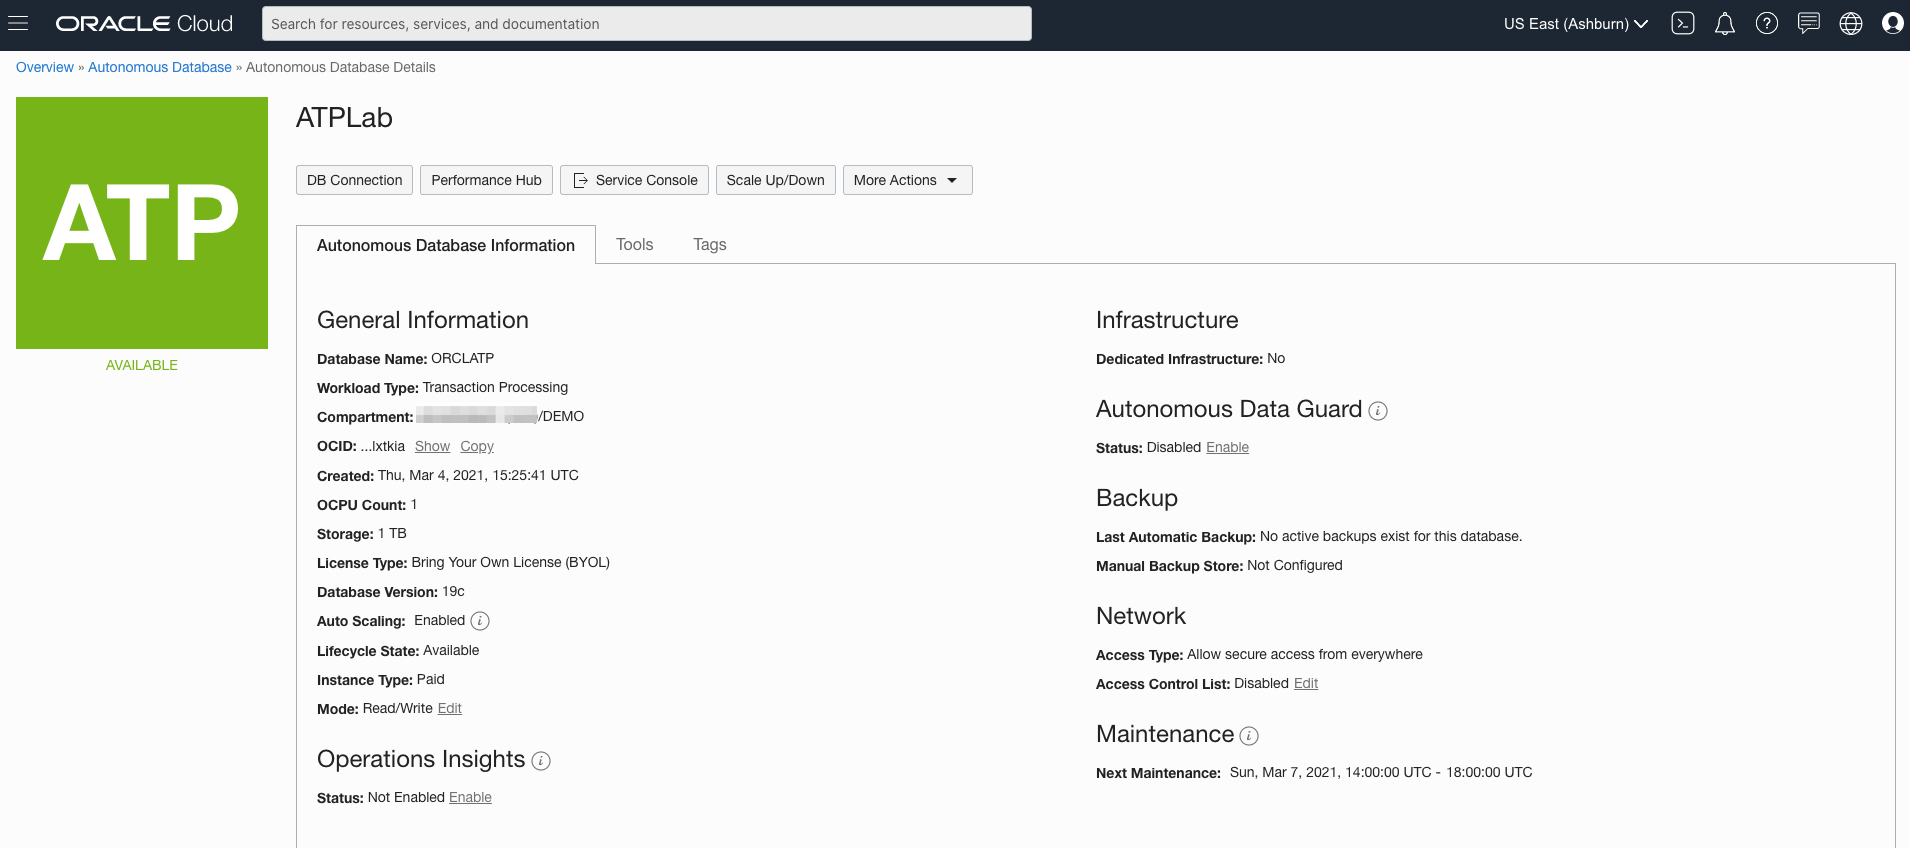 ORACLE Cloud
Search for resources, services, and documentation
US East (Ashburn)
Overview » Autonomous Database » Autonomous Database Details
ATP
AVAILABLE
ATPLab
DB Connection
Performance Hub
Service Console
Scale Up/Down
More Actions
Autonomous Database Information
Tools
Tags
General Information
Database Name: ORCLATP
Workload Type: Transaction Processing
Compartment: /DEMO
OCID: ...lxtkia Show Copy
Created: Thu, Mar 4, 2021, 15:25:41 UTC
OCPU Count: 1
Storage: 1 TB
License Type: Bring Your Own License (BYOL)
Database Version: 19c
Auto Scaling: Enabled i
Lifecycle State: Available
Instance Type: Paid
Mode: Read/Write Edit
Operations Insights i
Status: Not Enabled Enable
Infrastructure
Dedicated Infrastructure: No
Autonomous Data Guard i
Status: Disabled Enable
Backup
Last Automatic Backup: No active backups exist for this database.
Manual Backup Store: Not Configured
Network
Access Type: Allow secure access from everywhere
Access Control List: Disabled Edit
Maintenance i
Next Maintenance: Sun, Mar 7, 2021, 14:00:00 UTC - 18:00:00 UTC